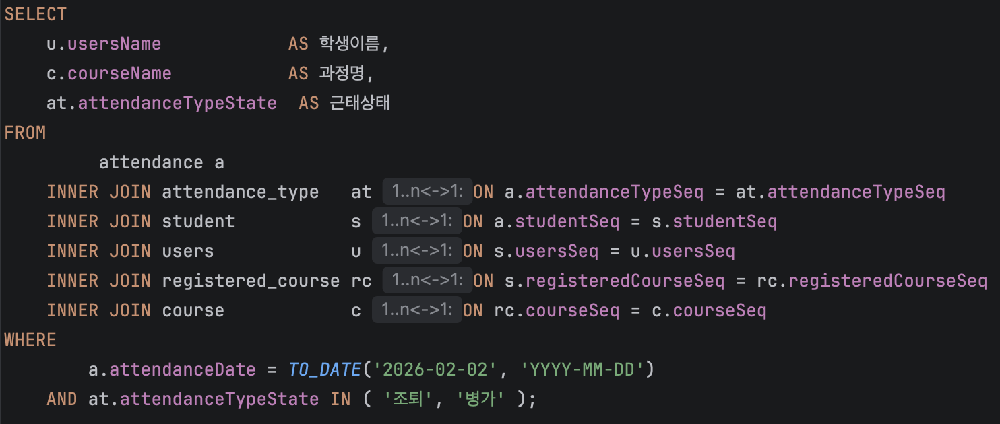 SELECT
    u.usersName            AS 학생이름,
    c.courseName           AS 과정명,
    at.attendanceTypeState  AS 근태상태
FROM
         attendance a
    INNER JOIN attendance_type   at 1..n<->1: ON a.attendanceTypeSeq = at.attendanceTypeSeq
    INNER JOIN student           s 1..n<->1: ON a.studentSeq = s.studentSeq
    INNER JOIN users             u 1..n<->1: ON s.usersSeq = u.usersSeq
    INNER JOIN registered_course rc 1..n<->1: ON s.registeredCourseSeq = rc.registeredCourseSeq
    INNER JOIN course            c 1..n<->1: ON rc.courseSeq = c.courseSeq
WHERE
        a.attendanceDate = TO_DATE('2026-02-02', 'YYYY-MM-DD')
    AND at.attendanceTypeState IN ( '조퇴', '병가' );